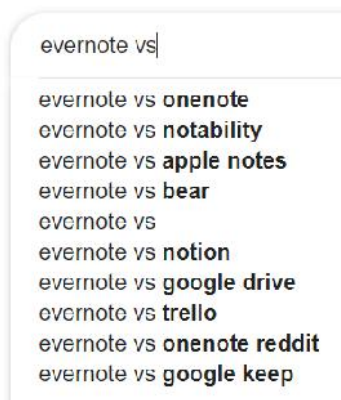 evernote vs
evernote vs onenote
evernote vs notability
evernote vs apple notes
evernote vs bear
evernote vs
evernote vs notion
evernote vs google drive
evernote vs trello
evernote vs onenote reddit
evernote vs google keep